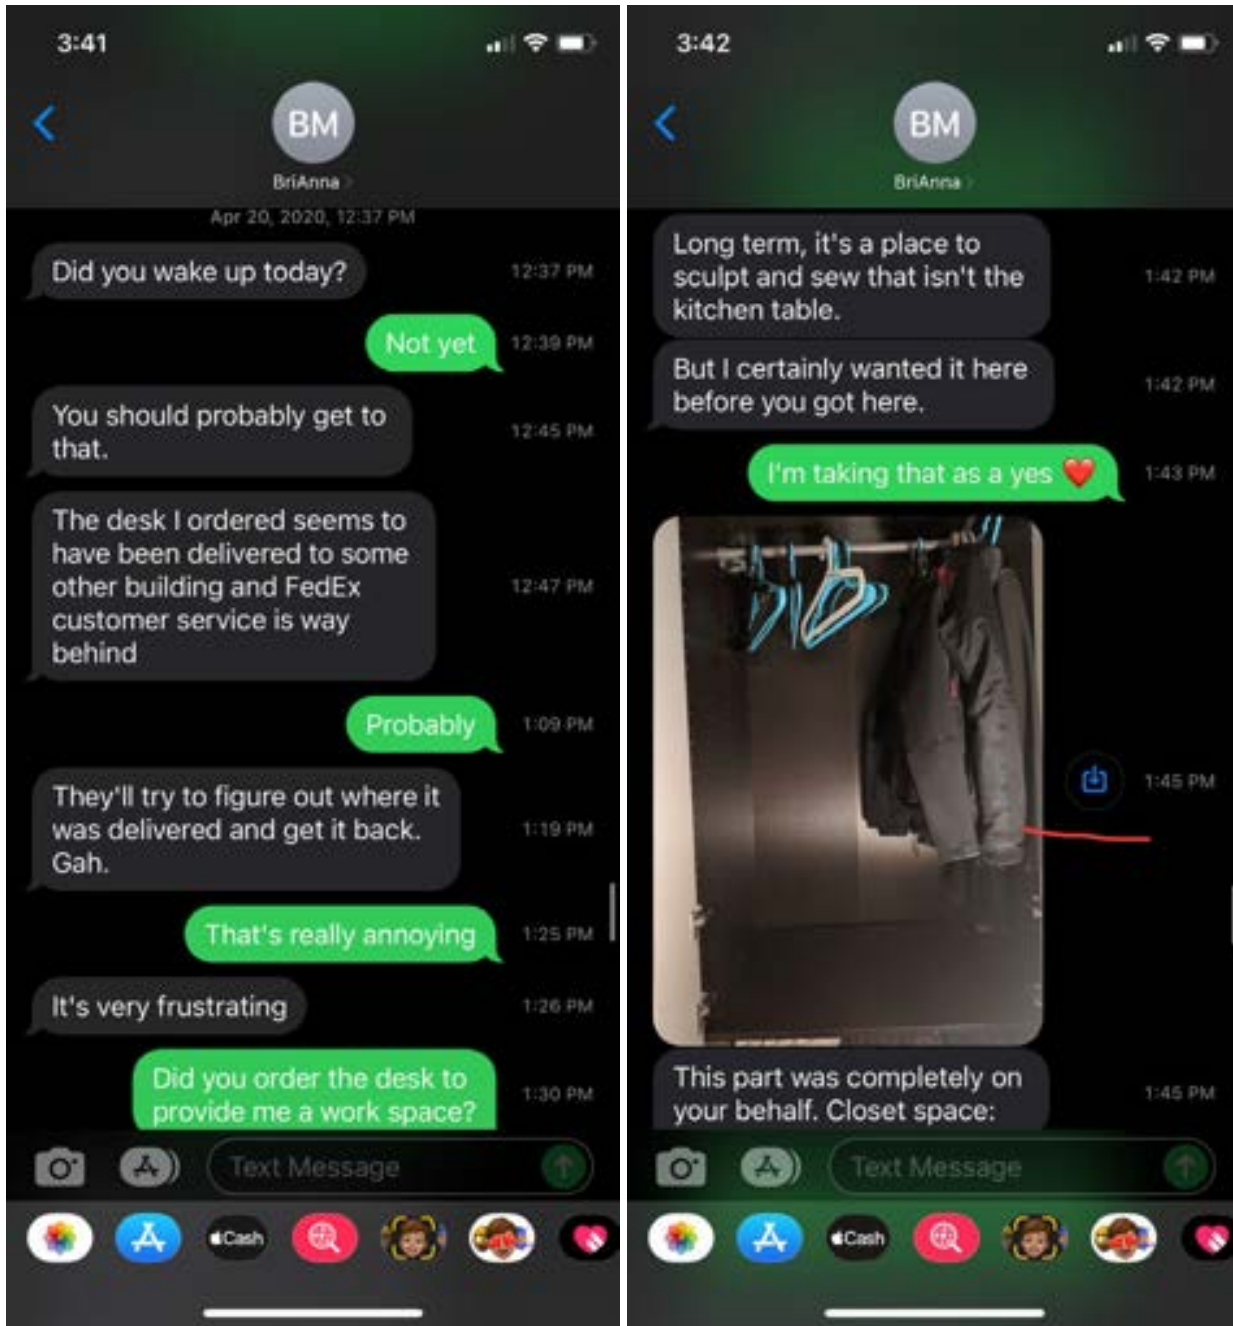 3:41
BM
BriAnna
Apr 20, 2020, 12:37 PM
Did you wake up today?
12:37 PM
Not yet
12:39 PM
You should probably get to
that.
12:45 PM
The desk I ordered seems to
have been delivered to some
other building and FedEx
customer service is way
behind
12:47 PM
Probably
1:09 PM
They'll try to figure out where it
was delivered and get it back.
Gah.
1:19 PM
That's really annoying
1:25 PM
It's very frustrating
1:26 PM
Did you order the desk to
provide me a work space?
1:30 PM
Text Message
Cash
3:42
BM
BriAnna
Long term, it's a place to
sculpt and sew that isn't the
kitchen table.
1:42 PM
But I certainly wanted it here
before you got here.
1:42 PM
I'm taking that as a yes ❤️
1:43 PM
1:45 PM
This part was completely on
your behalf. Closet space:
1:45 PM
Text Message
Cash